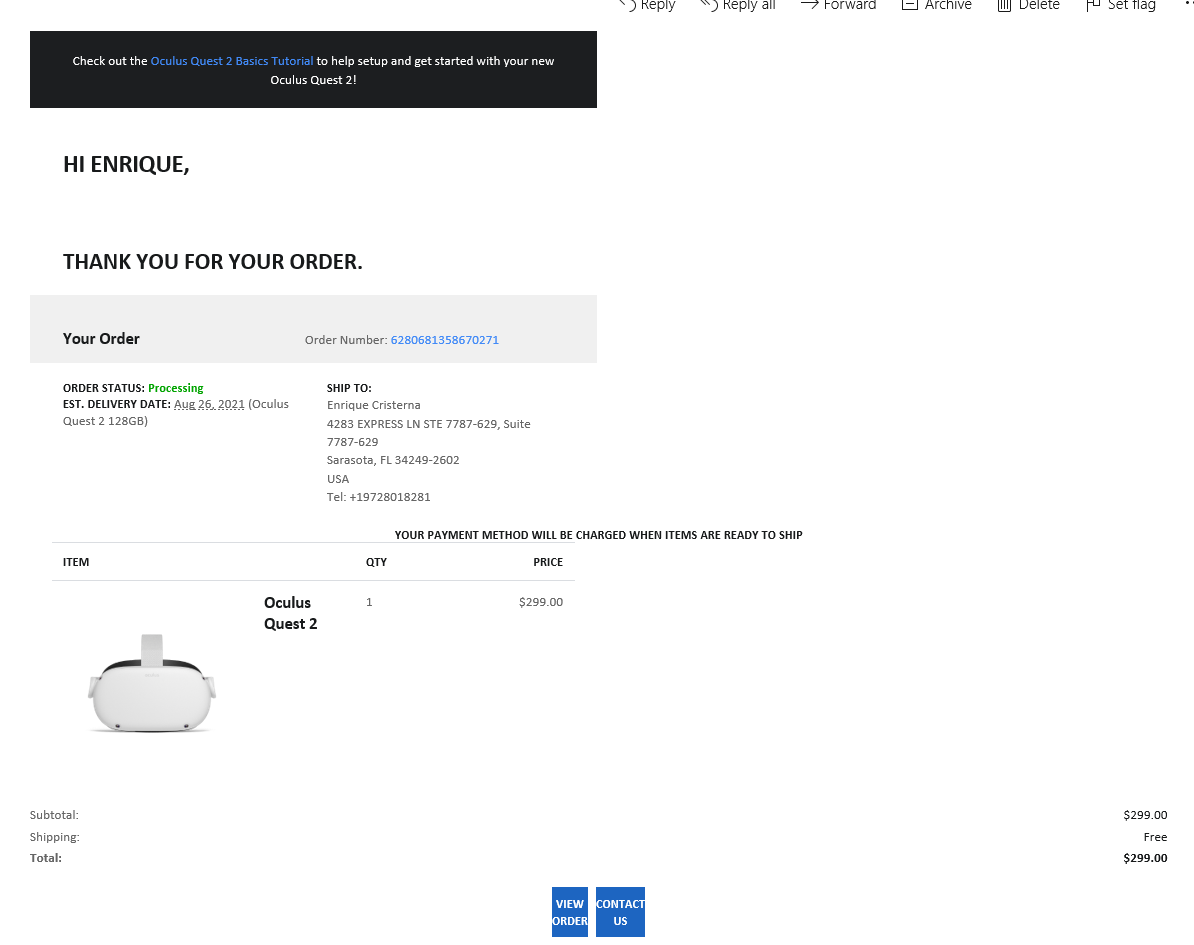 Reply
Reply all
Forward
Archive
Delete
Set flag
Check out the Oculus Quest 2 Basics Tutorial to help setup and get started with your new
Oculus Quest 2!
HI ENRIQUE,
THANK YOU FOR YOUR ORDER.
Your Order
Order Number: 6280681358670271
ORDER STATUS: Processing
EST. DELIVERY DATE: Aug 26, 2021 (Oculus
Quest 2 128GB)
SHIP TO:
Enrique Cristerna
4283 EXPRESS LN STE 7787-629, Suite
7787-629
Sarasota, FL 34249-2602
USA
Tel: +19728018281
YOUR PAYMENT METHOD WILL BE CHARGED WHEN ITEMS ARE READY TO SHIP
ITEM QTY PRICE
Oculus 1 $299.00
Quest 2
Subtotal: $299.00
Shipping: Free
Total: $299.00
VIEW
ORDER
CONTACT
US